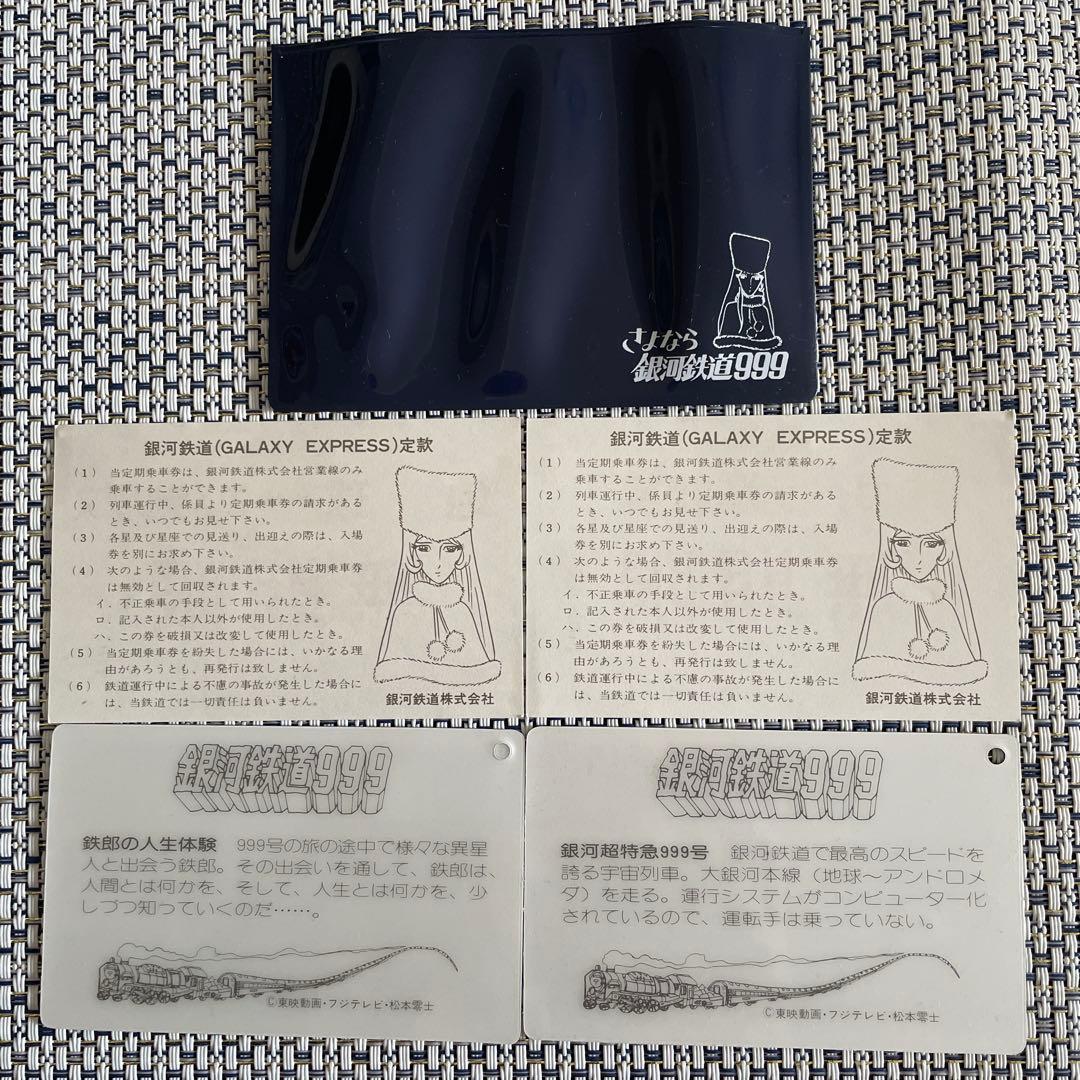 さよなら
銀河鉄道999
銀河鉄道(GALAXY EXPRESS)定款
(1) 当定期乗車券は、銀河鉄道株式会社営業線のみ
乗車することができます。
(2) 列車運行中、係員より定期乗車券の請求がある
とき、いつでもお見せ下さい。
(3) 各星及び星座での見送り、出迎えの際は、入場
券を別にお求め下さい。
(4) 次のような場合、銀河鉄道株式会社定期乗車券
は無効として回収されます。
イ．不正乗車の手段として用いられたとき。
ロ．記入された本人以外が使用したとき。
ハ．この券を破損又は改変して使用したとき。
(5) 当定期乗車券を紛失した場合には、いかなる理
由があろうとも、再発行は致しません。
(6) 鉄道運行中による不慮の事故が発生した場合に
は、当鉄道では一切責任は負いません。
銀河鉄道株式会社
銀河鉄道(GALAXY EXPRESS)定款
(1) 当定期乗車券は、銀河鉄道株式会社営業線のみ
乗車することができます。
(2) 列車運行中、係員より定期乗車券の請求がある
とき、いつでもお見せ下さい。
(3) 各星及び星座での見送り、出迎えの際は、入場
券を別にお求め下さい。
(4) 次のような場合、銀河鉄道株式会社定期乗車券
は無効として回収されます。
イ．不正乗車の手段として用いられたとき。
ロ．記入された本人以外が使用したとき。
ハ．この券を破損又は改変して使用したとき。
(5) 当定期乗車券を紛失した場合には、いかなる理
由があろうとも、再発行は致しません。
(6) 鉄道運行中による不慮の事故が発生した場合に
は、当鉄道では一切責任は負いません。
銀河鉄道株式会社
銀河鉄道999
鉄郎の人生体験 999号の旅の途中で様々な異星
人と出会う鉄郎。その出会いを通して、鉄郎は、
人間とは何かを、そして、人生とは何かを、少
しづつ知っていくのだ……。
©東映動画・フジテレビ・松本零士
銀河鉄道999
銀河超特急999号 銀河鉄道で最高のスピードを
誇る宇宙列車。大銀河本線（地球〜アンドロメ
ダ）を走る。運行システムがコンピューター化
されているので、運転手は乗っていない。
©東映動画・フジテレビ・松本零士